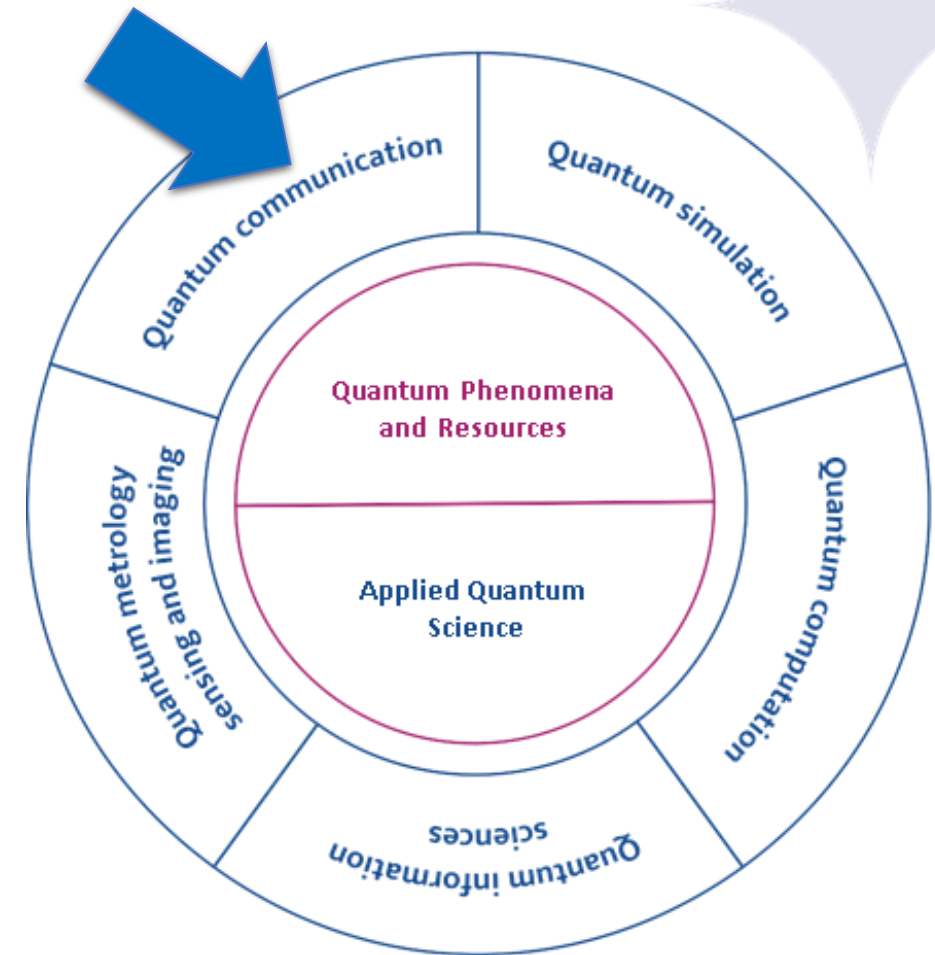 Quantum communication
Quantum simulation
Quantum computation
Quantum information
sciences
Quantum metrology
sensing and imaging
Quantum Phenomena
and Resources
Applied Quantum
Science